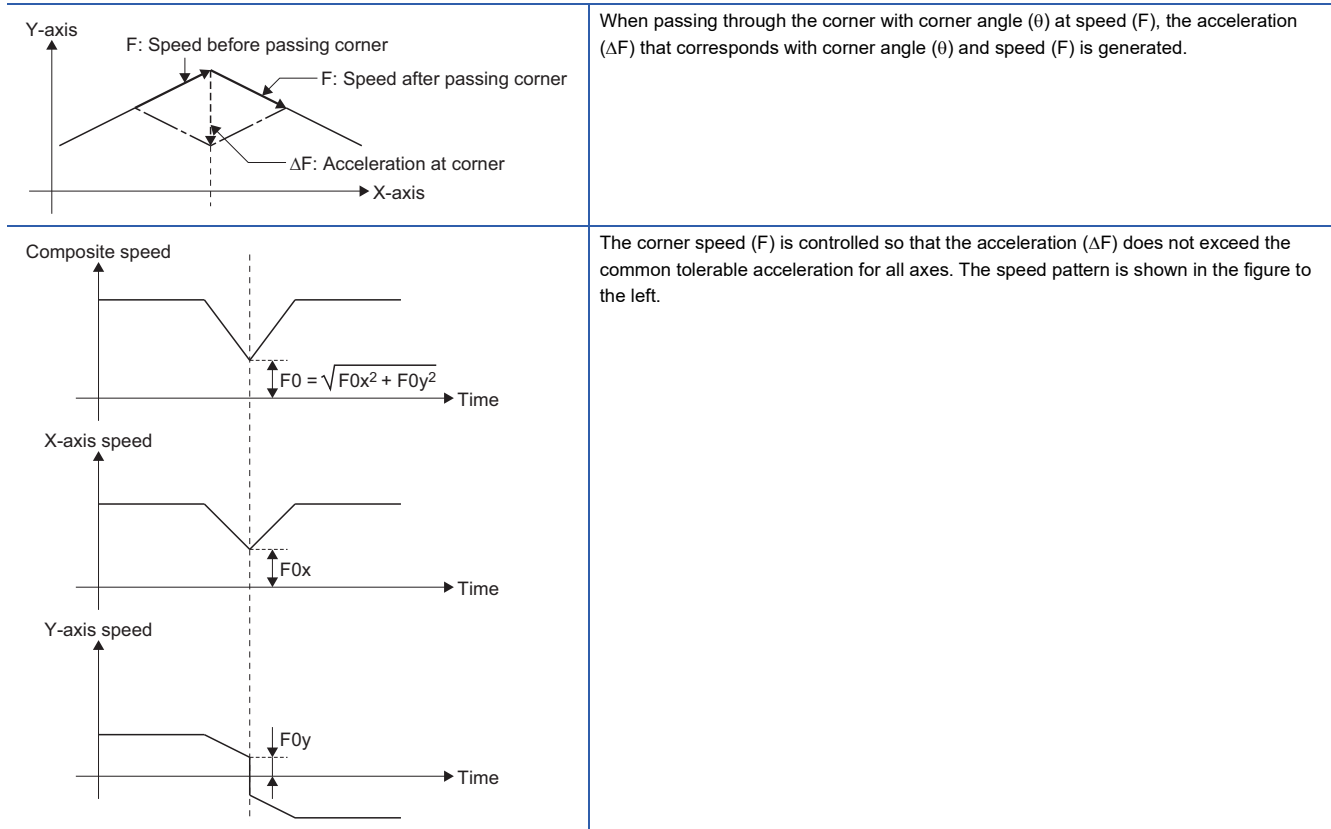 Y-axis
F: Speed before passing corner
F: Speed after passing corner
ΔF: Acceleration at corner
X-axis
When passing through the corner with corner angle (θ) at speed (F), the acceleration
(ΔF) that corresponds with corner angle (θ) and speed (F) is generated.
Composite speed
F0 = √F0x² + F0y²
Time
X-axis speed
F0x
Time
Y-axis speed
F0y
Time
The corner speed (F) is controlled so that the acceleration (ΔF) does not exceed the
common tolerable acceleration for all axes. The speed pattern is shown in the figure to
the left.